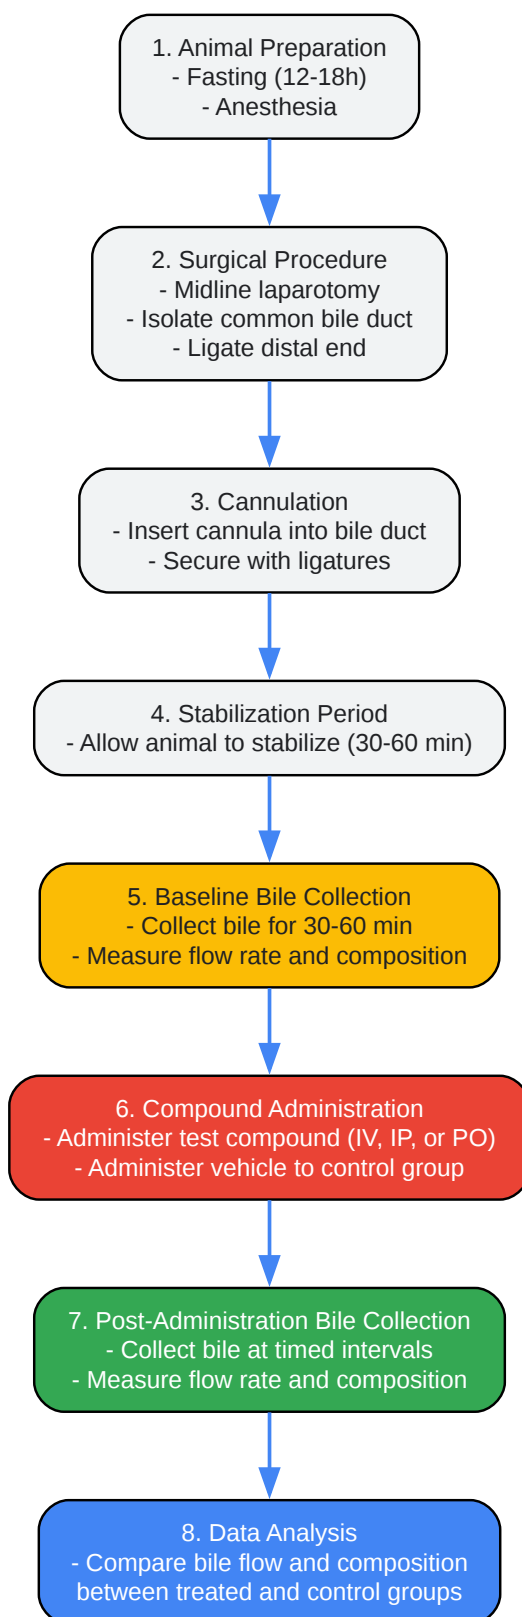 1. Animal Preparation
- Fasting (12-18h)
- Anesthesia
2. Surgical Procedure
- Midline laparotomy
- Isolate common bile duct
- Ligate distal end
3. Cannulation
- Insert cannula into bile duct
- Secure with ligatures
4. Stabilization Period
- Allow animal to stabilize (30-60 min)
5. Baseline Bile Collection
- Collect bile for 30-60 min
- Measure flow rate and composition
6. Compound Administration
- Administer test compound (IV, IP, or PO)
- Administer vehicle to control group
7. Post-Administration Bile Collection
- Collect bile at timed intervals
- Measure flow rate and composition
8. Data Analysis
- Compare bile flow and composition
between treated and control groups